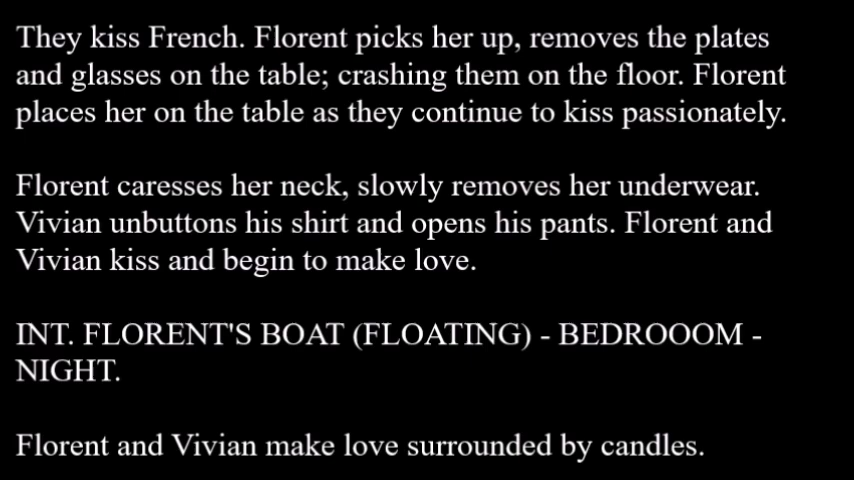 They kiss French. Florent picks her up, removes the plates
and glasses on the table; crashing them on the floor. Florent
places her on the table as they continue to kiss passionately.
Florent caresses her neck, slowly removes her underwear.
Vivian unbuttons his shirt and opens his pants. Florent and
Vivian kiss and begin to make love.
INT. FLORENT'S BOAT (FLOATING) - BEDROOOM -
NIGHT.
Florent and Vivian make love surrounded by candles.